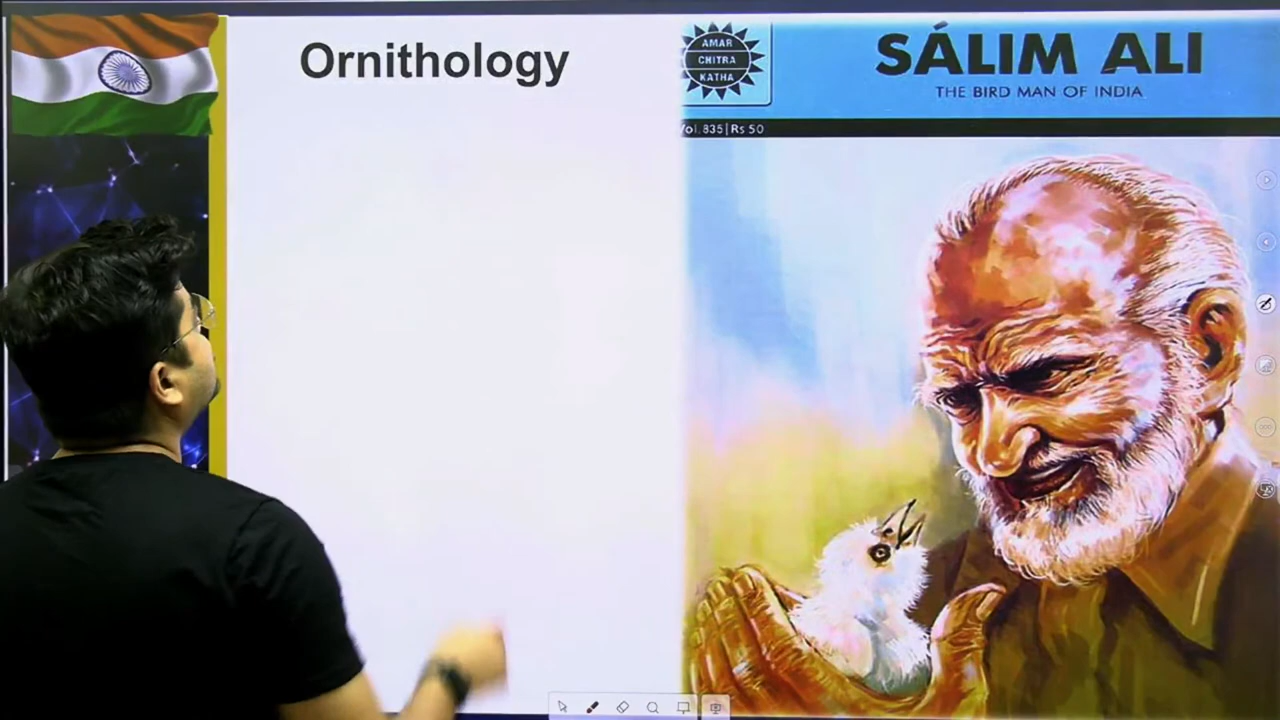 Ornithology
AMAR
CHITRA
KATHA
SÁLIM ALI
THE BIRD MAN OF INDIA
Vol. 835 | Rs 50